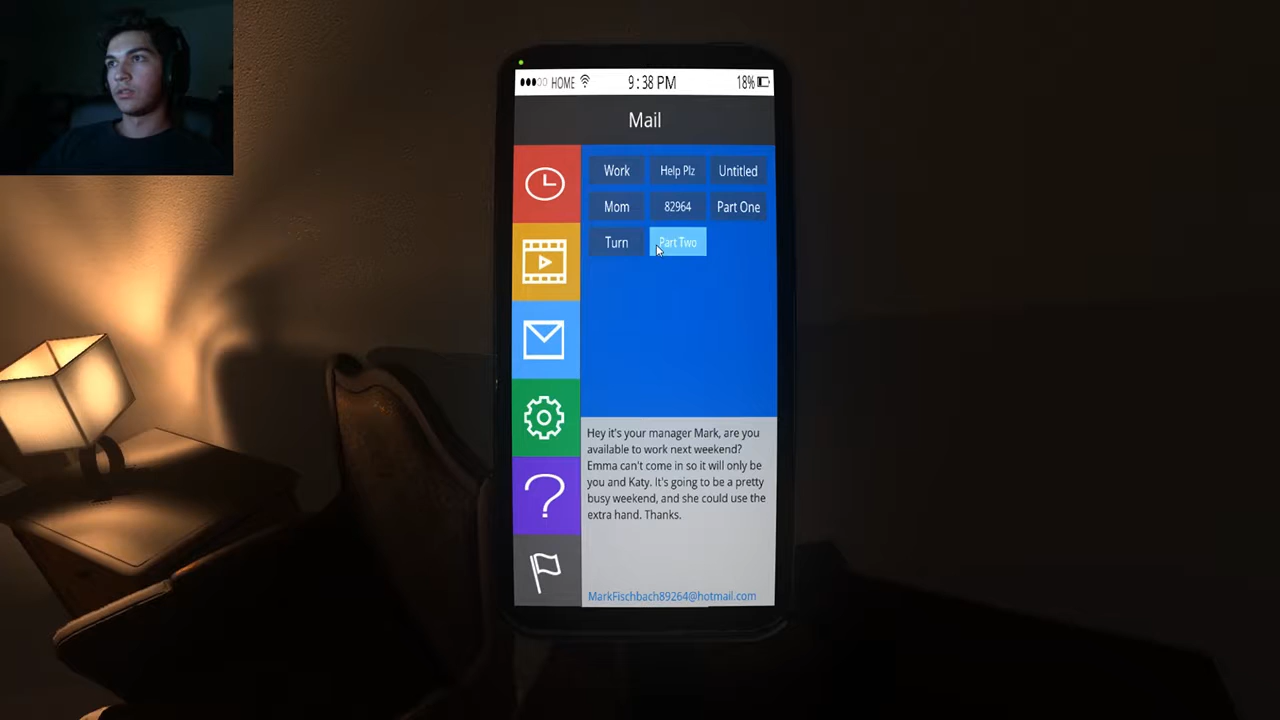 HOME 9:38 PM 18%
Mail
Work Help Plz Untitled
Mom 82964 Part One
Turn Part Two
Hey it's your manager Mark, are you
available to work next weekend?
Emma can't come in so it will only be
you and Katy. It's going to be a pretty
busy weekend, and she could use the
extra hand. Thanks.
MarkFischbach89264@hotmail.com